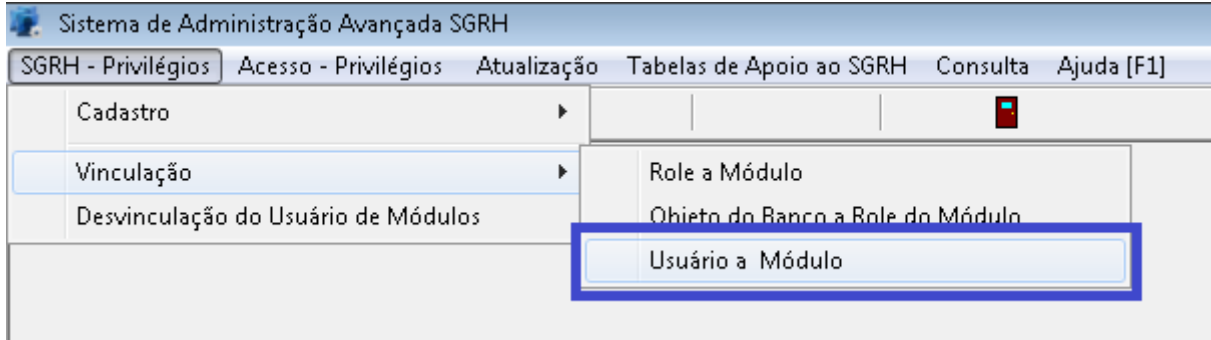 Sistema de Administração Avançada SGRH
SGRH - Privilégios Acesso - Privilégios Atualização Tabelas de Apoio ao SGRH Consulta Ajuda [F1]
Cadastro
Vinculação
Desvinculação do Usuário de Módulos
Role a Módulo
Objeto do Banco a Role do Módulo
Usuário a Módulo